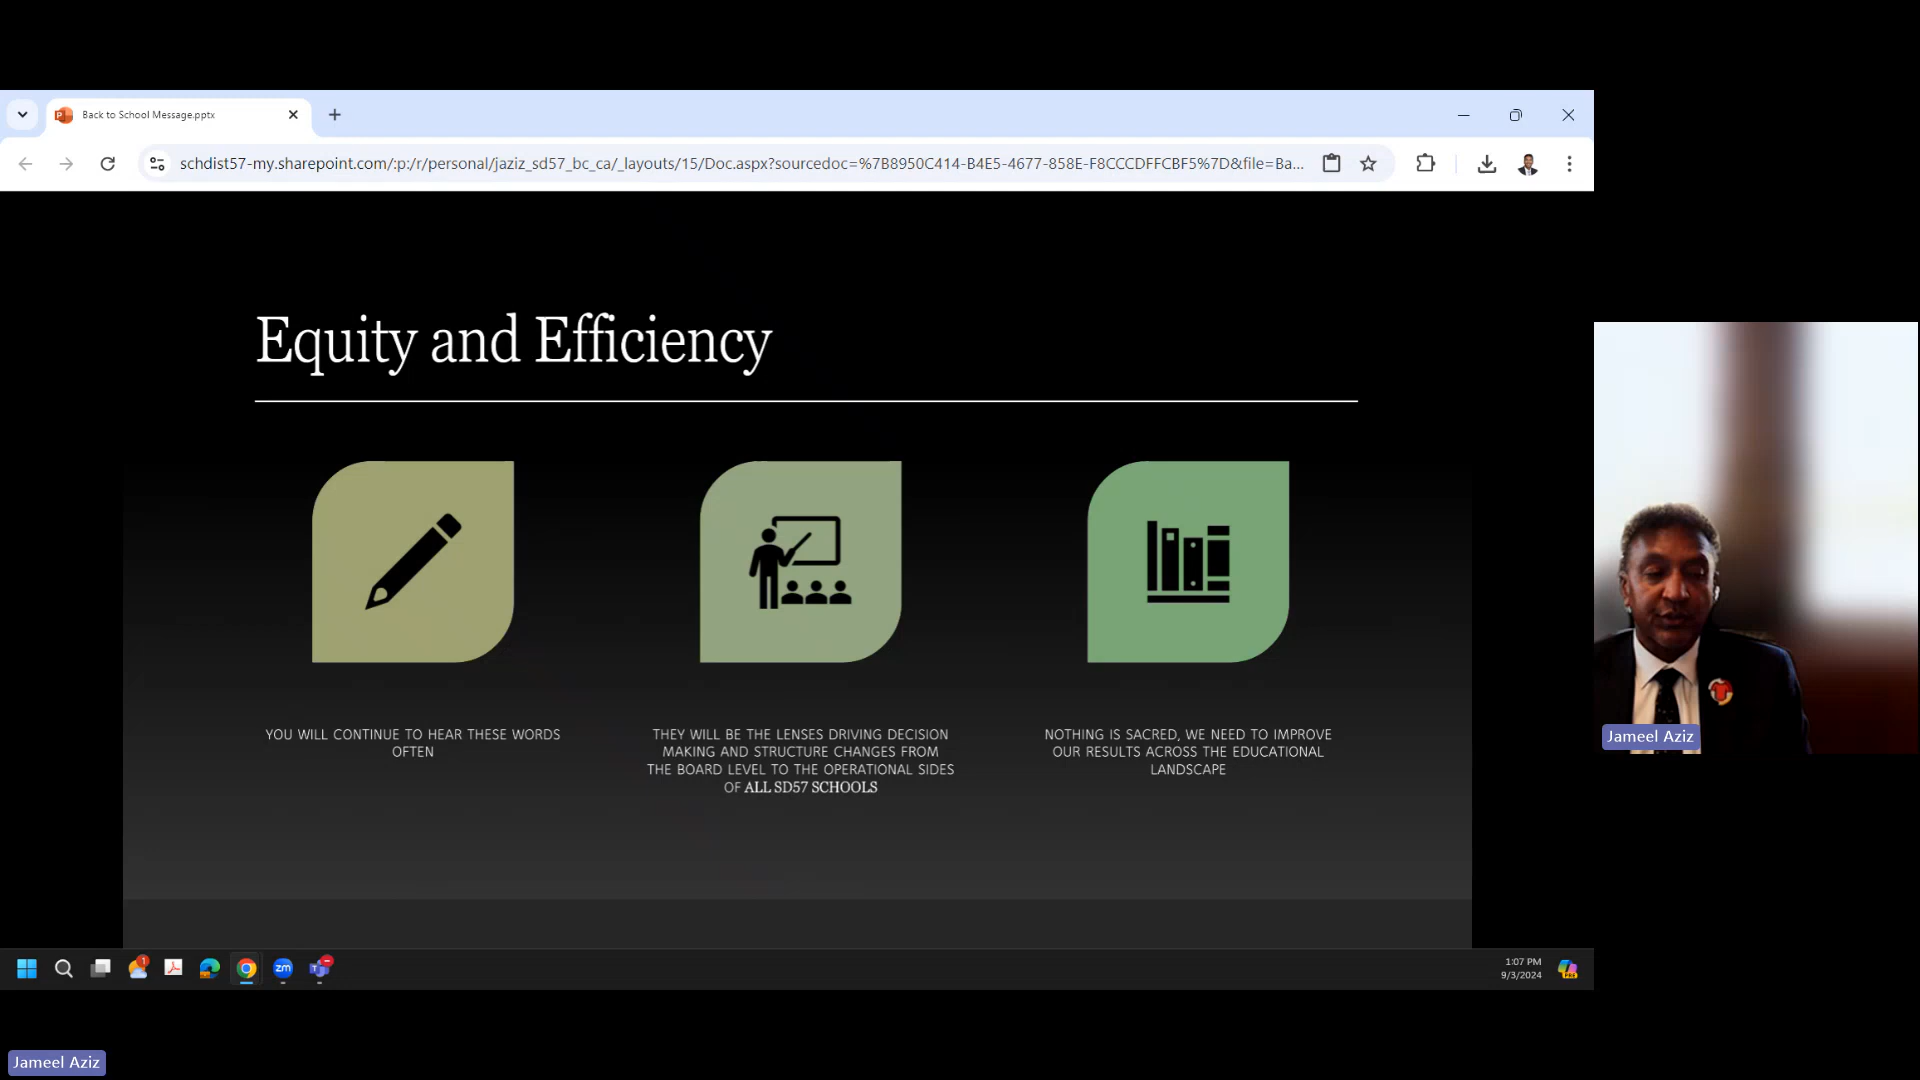 Back to School Message.pptx
schdist57-my.sharepoint.com/:p:/r/personal/jaziz_sd57_bc_ca/_layouts/15/Doc.aspx?sourcedoc=%7B8950C414-B4E5-4677-858E-F8CCCDFFCBF5%7D&file=Ba...
Equity and Efficiency
YOU WILL CONTINUE TO HEAR THESE WORDS
OFTEN
THEY WILL BE THE LENSES DRIVING DECISION
MAKING AND STRUCTURE CHANGES FROM
THE BOARD LEVEL TO THE OPERATIONAL SIDES
OF ALL SD57 SCHOOLS
NOTHING IS SACRED, WE NEED TO IMPROVE
OUR RESULTS ACROSS THE EDUCATIONAL
LANDSCAPE
Jameel Aziz
1
zm
1:07 PM
9/3/2024
PRE
Jameel Aziz